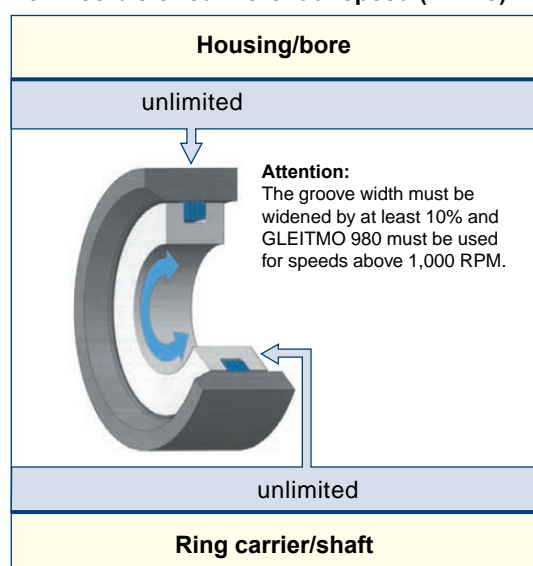 Housing/bore
unlimited
Attention:
The groove width must be
widened by at least 10% and
GLEITMO 980 must be used
for speeds above 1,000 RPM.
unlimited
Ring carrier/shaft